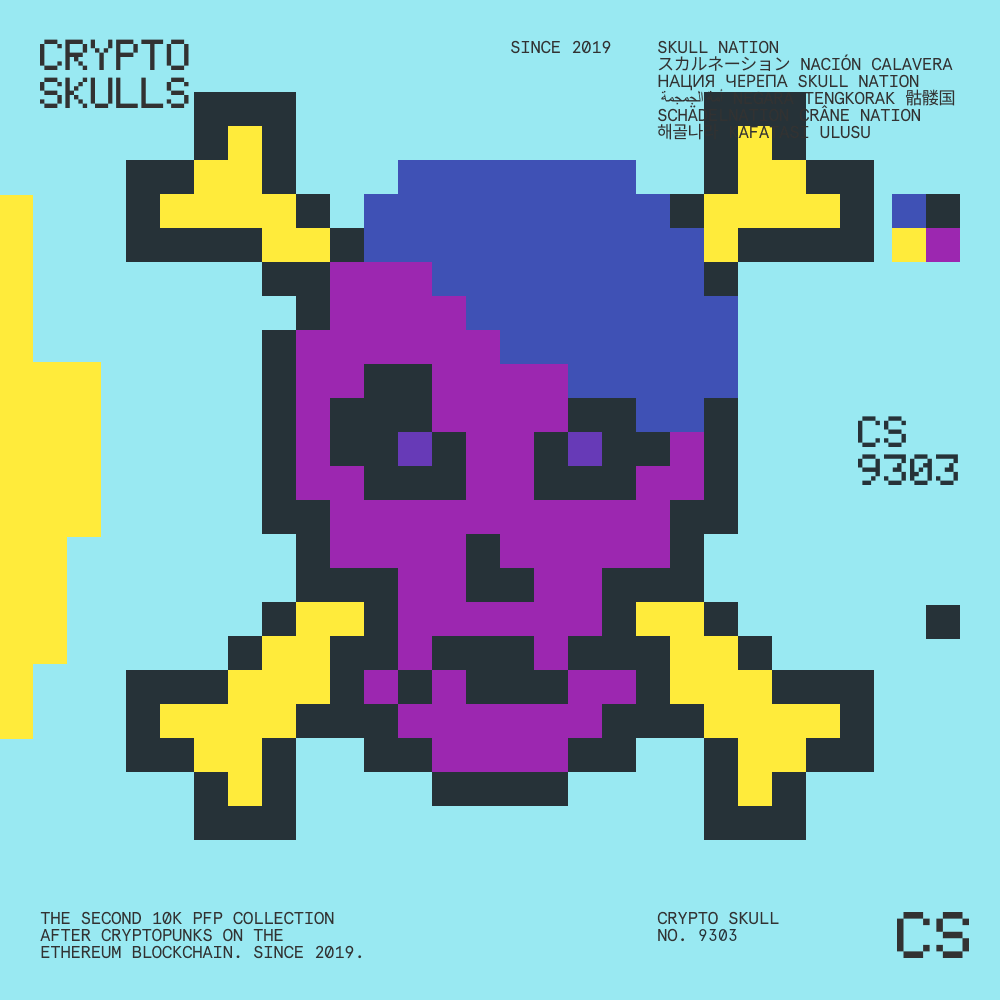 CRYPTO
SKULLS
SINCE 2019
SKULL NATION
スカルネーション NACIÓN CALAVERA
НАЦИЯ ЧЕРЕПА SKULL NATION
TENGKORAK 骷髅国
CRÂNE NATION
해골 ULUSU
CS
9303
THE SECOND 10K PFP COLLECTION
AFTER CRYPTOPUNKS ON THE
ETHEREUM BLOCKCHAIN. SINCE 2019.
CRYPTO SKULL
NO. 9303
CS